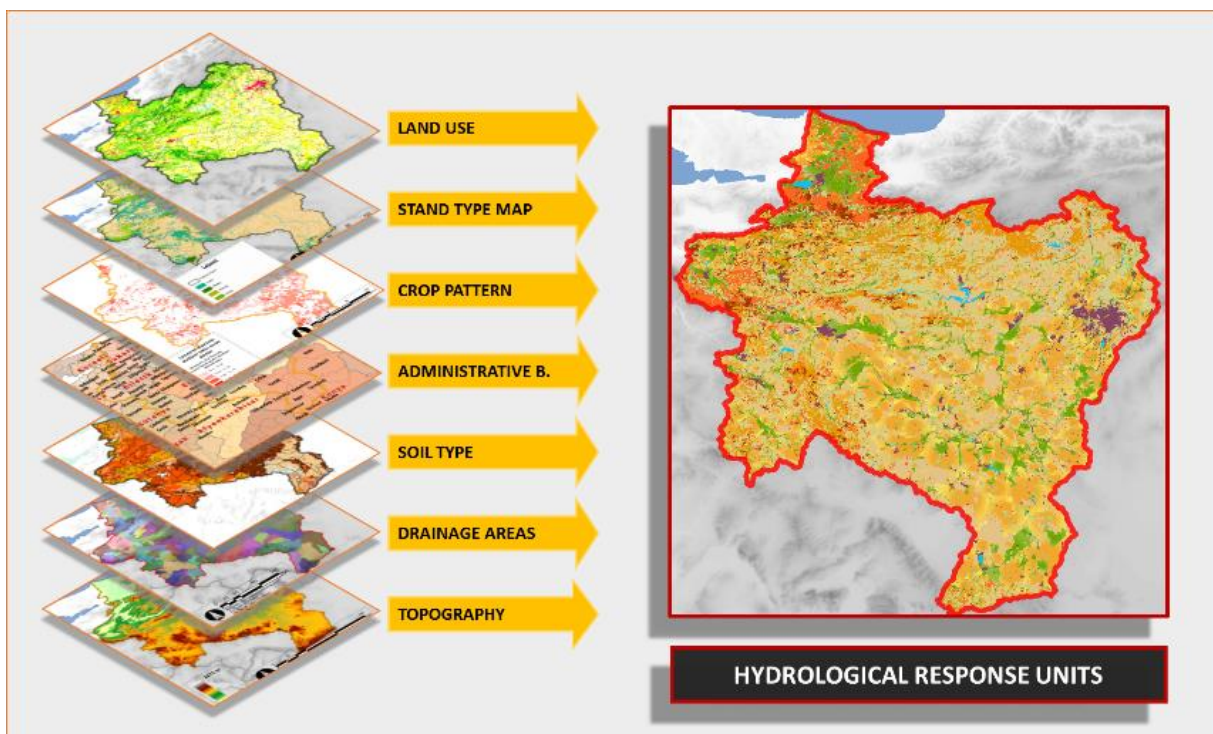 LAND USE
STAND TYPE MAP
CROP PATTERN
ADMINISTRATIVE B.
SOIL TYPE
DRAINAGE AREAS
TOPOGRAPHY
HYDROLOGICAL RESPONSE UNITS